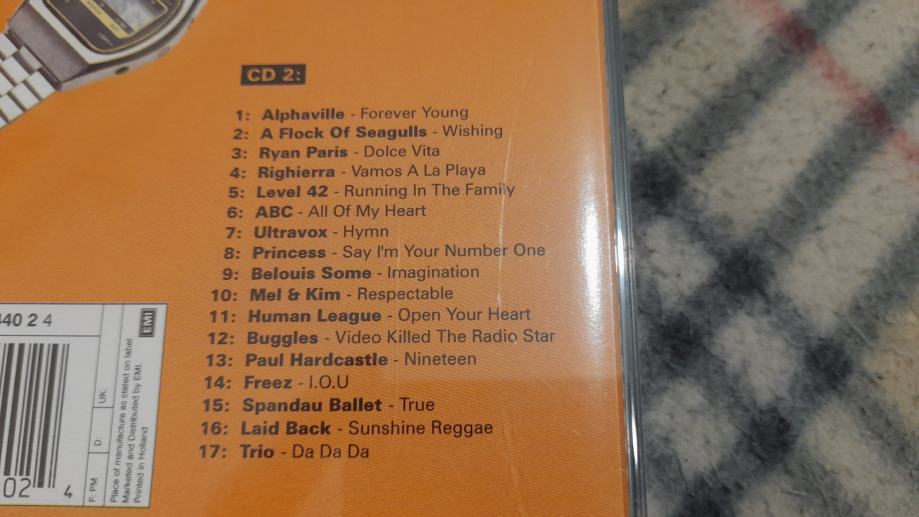 CD 2:
1: Alphaville - Forever Young
2: A Flock Of Seagulls - Wishing
3: Ryan Paris - Dolce Vita
4: Righierra - Vamos A La Playa
5: Level 42 - Running In The Family
6: ABC - All Of My Heart
7: Ultravox - Hymn
8: Princess - Say I'm Your Number One
9: Belouis Some - Imagination
10: Mel & Kim - Respectable
11: Human League - Open Your Heart
12: Buggles - Video Killed The Radio Star
13: Paul Hardcastle - Nineteen
14: Freez - I.O.U
15: Spandau Ballet - True
16: Laid Back - Sunshine Reggae
17: Trio - Da Da Da
440 2 4
02 4
F: PM
D:
UK:
Place of manufacture as stated on label
Marketed and Distributed by EMI.
Printed in Holland
EMI